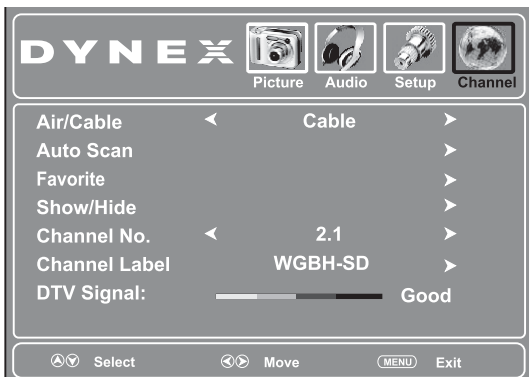 DYNEX
Picture Audio Setup Channel
Air/Cable Cable
Auto Scan
Favorite
Show/Hide
Channel No. 2.1
Channel Label WGBH-SD
DTV Signal: Good
Select Move MENU Exit